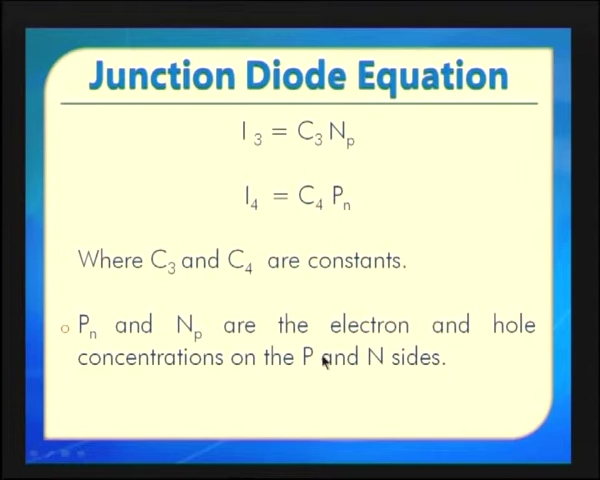 Junction Diode Equation
I₃ = C₃ Nₚ
I₄ = C₄ Pₙ
Where C₃ and C₄ are constants.
○ Pₙ and Nₚ are the electron and hole
concentrations on the P and N sides.